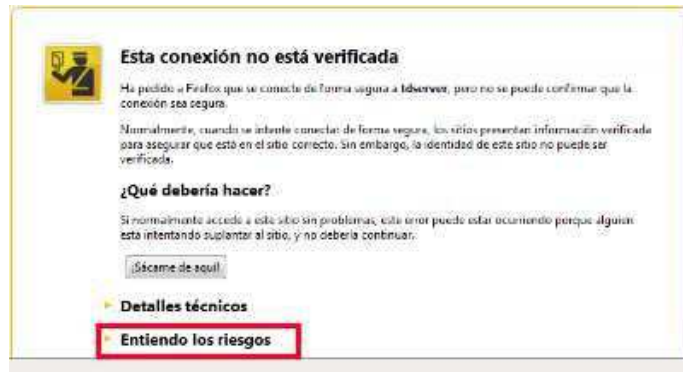 Esta conexión no está verificada
Ha pedido a Firefox que se conecte de forma segura a tdserver, pero no se puede confirmar que la
conexión sea segura.
Normalmente, cuando se intente conectar de forma segura, los sitios presentan información verificada
para asegurar que está en el sitio correcto. Sin embargo, la identidad de este sitio no puede ser
verificada.
¿Qué debería hacer?
Si normalmente accede a este sitio sin problemas, este error puede estar ocurriendo porque alguien
está intentando suplantar al sitio, y no debería continuar.
¡Sácame de aquí!
Detalles técnicos
Entiendo los riesgos